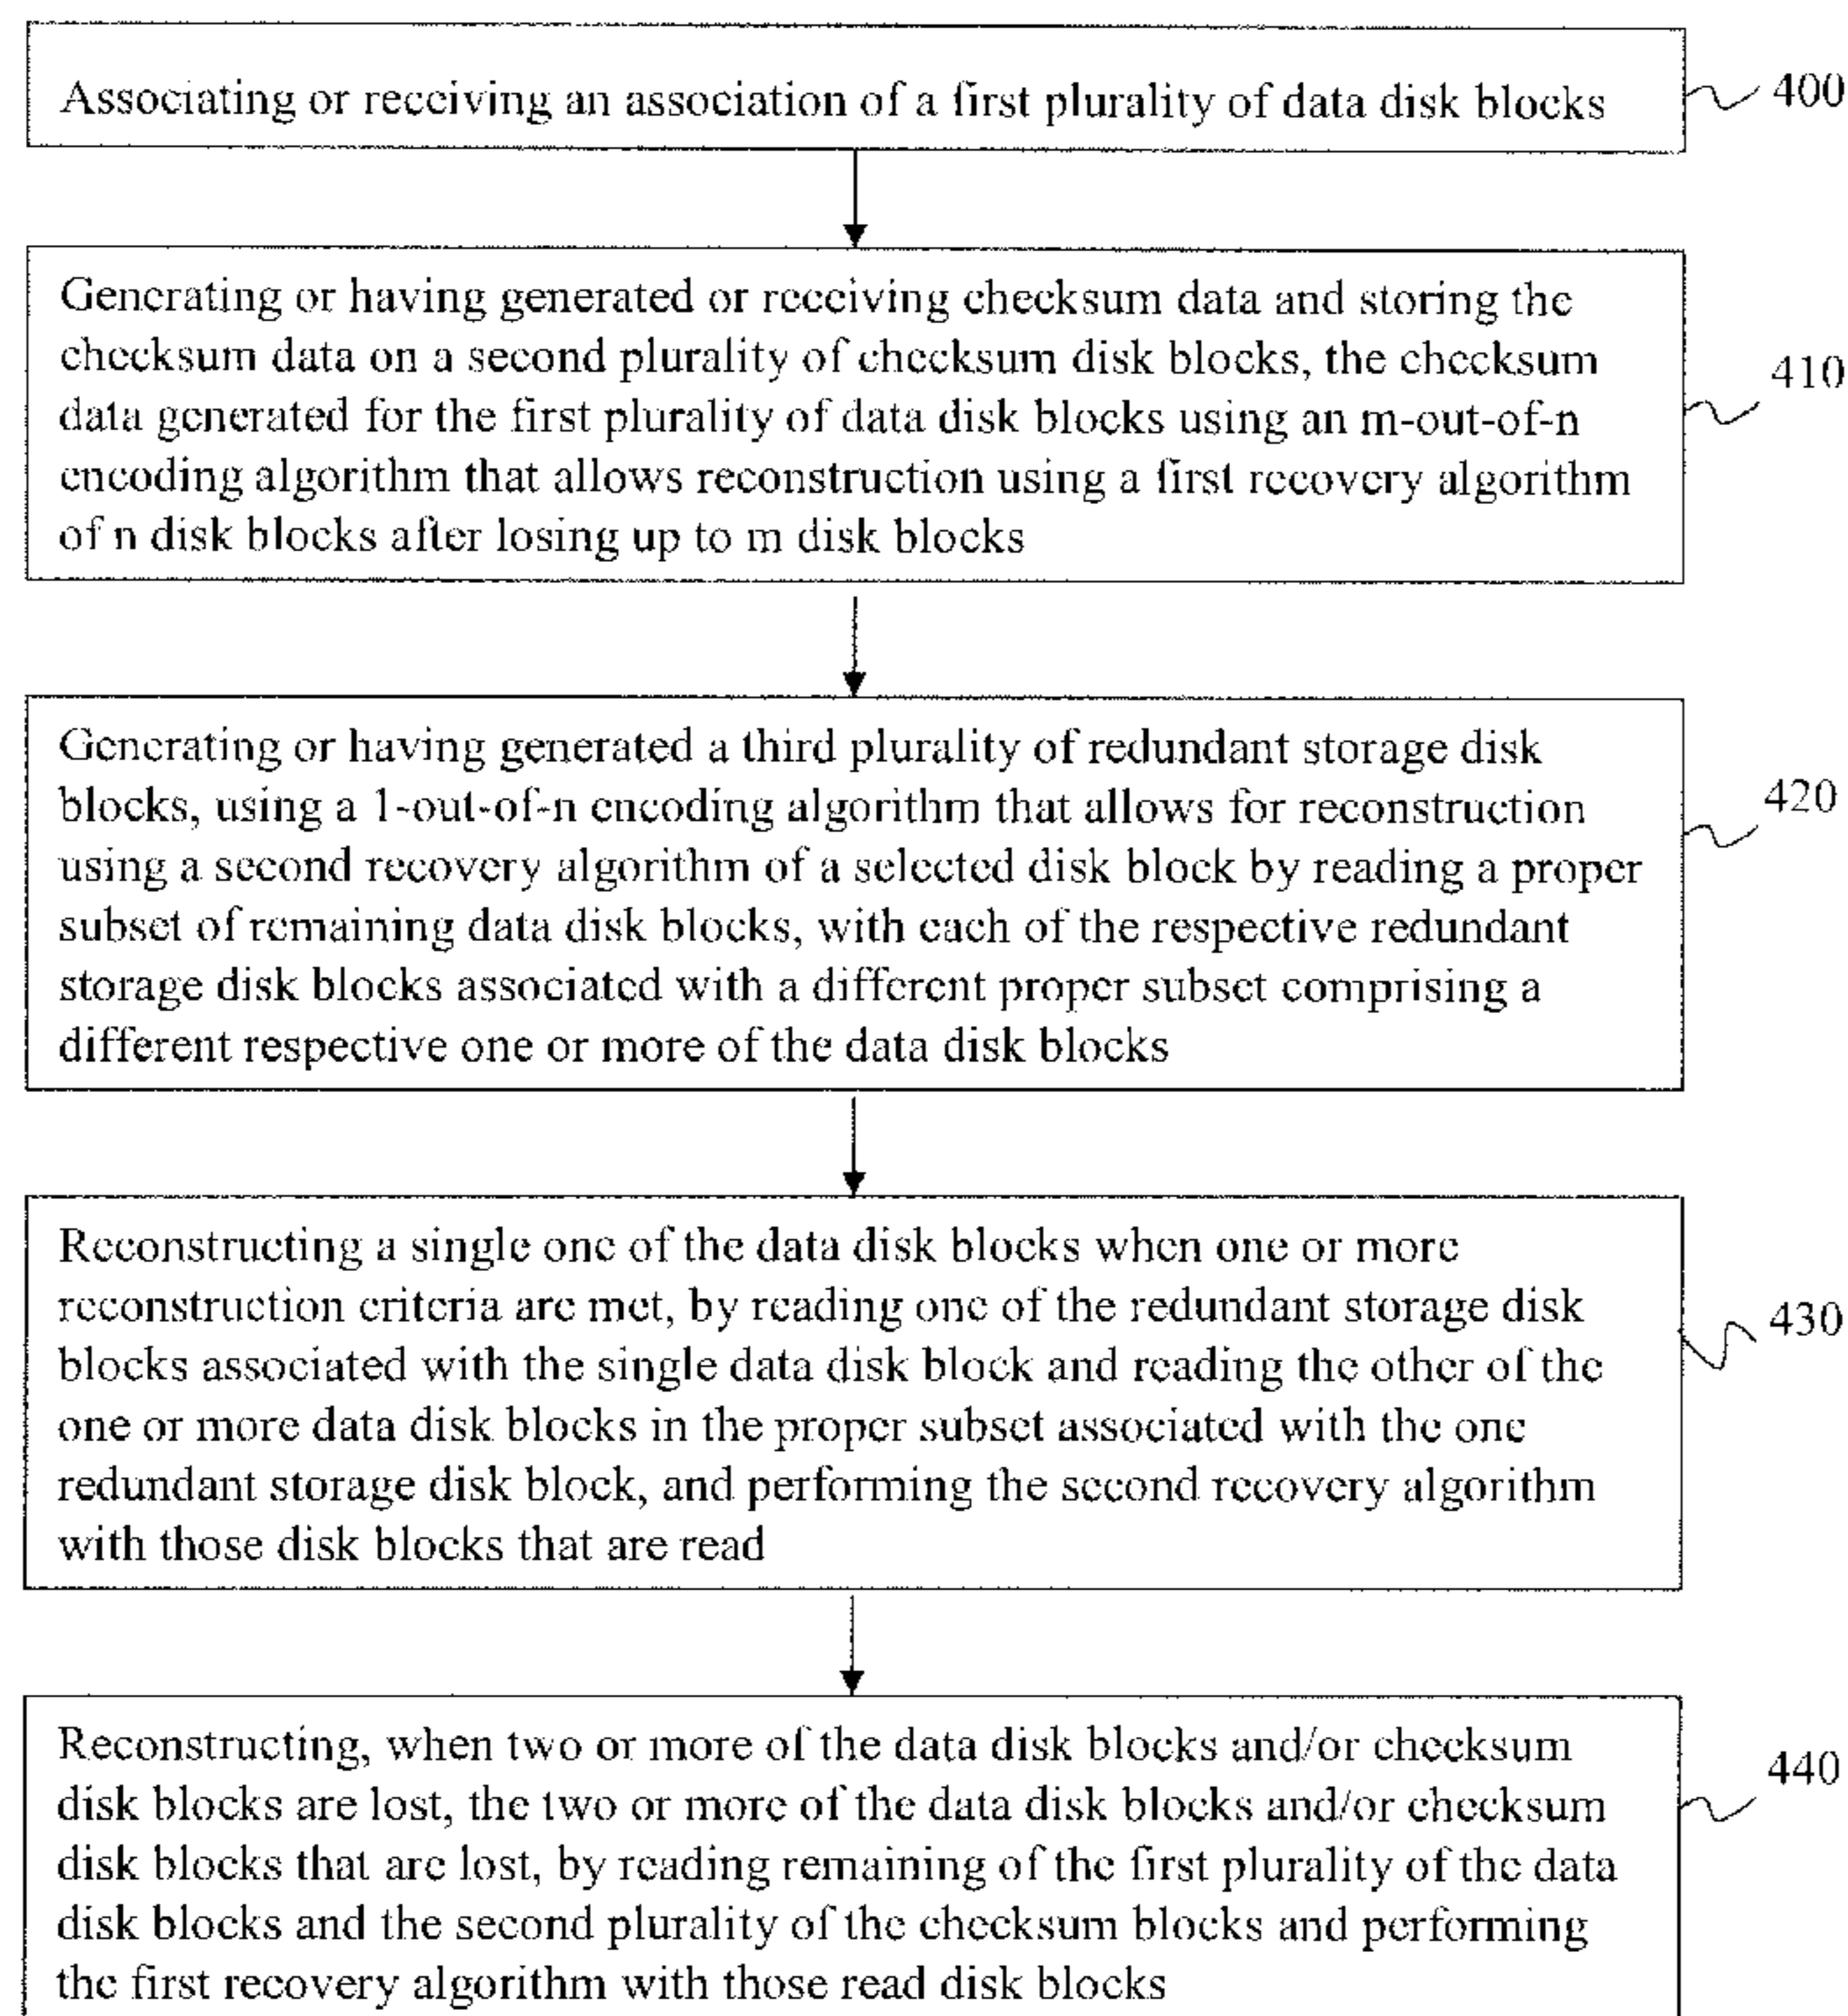 Associating or receiving an association of a first plurality of data disk blocks
400
Generating or having generated or receiving checksum data and storing the
checksum data on a second plurality of checksum disk blocks, the checksum
data generated for the first plurality of data disk blocks using an m-out-of-n
encoding algorithm that allows reconstruction using a first recovery algorithm
of n disk blocks after losing up to m disk blocks
410
Generating or having generated a third plurality of redundant storage disk
blocks, using a 1-out-of-n encoding algorithm that allows for reconstruction
using a second recovery algorithm of a selected disk block by reading a proper
subset of remaining data disk blocks, with each of the respective redundant
storage disk blocks associated with a different proper subset comprising a
different respective one or more of the data disk blocks
420
Reconstructing a single one of the data disk blocks when one or more
reconstruction criteria are met, by reading one of the redundant storage disk
blocks associated with the single data disk block and reading the other of the
one or more data disk blocks in the proper subset associated with the one
redundant storage disk block, and performing the second recovery algorithm
with those disk blocks that are read
430
Reconstructing, when two or more of the data disk blocks and/or checksum
disk blocks are lost, the two or more of the data disk blocks and/or checksum
disk blocks that are lost, by reading remaining of the first plurality of the data
disk blocks and the second plurality of the checksum blocks and performing
the first recovery algorithm with those read disk blocks
440